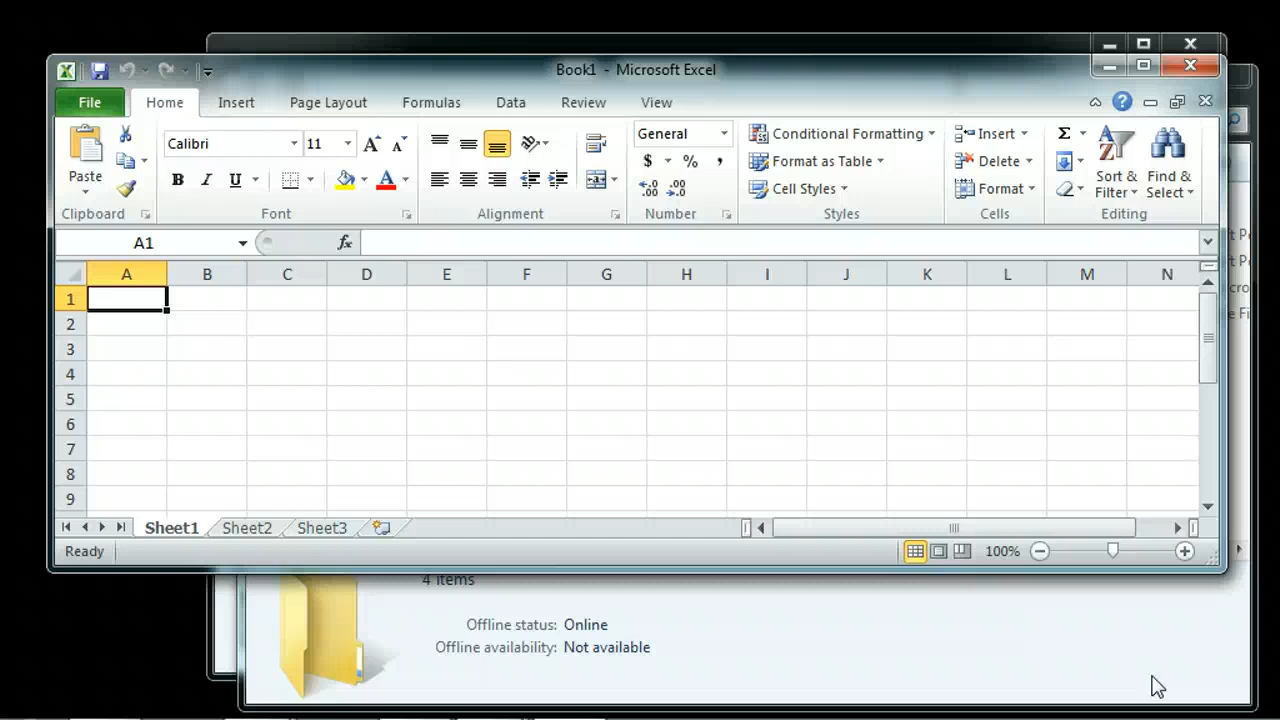 Book1 - Microsoft Excel
File Home Insert Page Layout Formulas Data Review View
Calibri 11 General Conditional Formatting Insert Σ
Paste $ % , Format as Table Delete Sort & Filter Find & Select
B I U A Cell Styles Format
Clipboard Font Alignment Number Styles Cells Editing
A1 fx
A B C D E F G H I J K L M N
1
2
3
4
5
6
7
8
9
Sheet1 Sheet2 Sheet3
Ready 100%
4 items
Offline status: Online
Offline availability: Not available